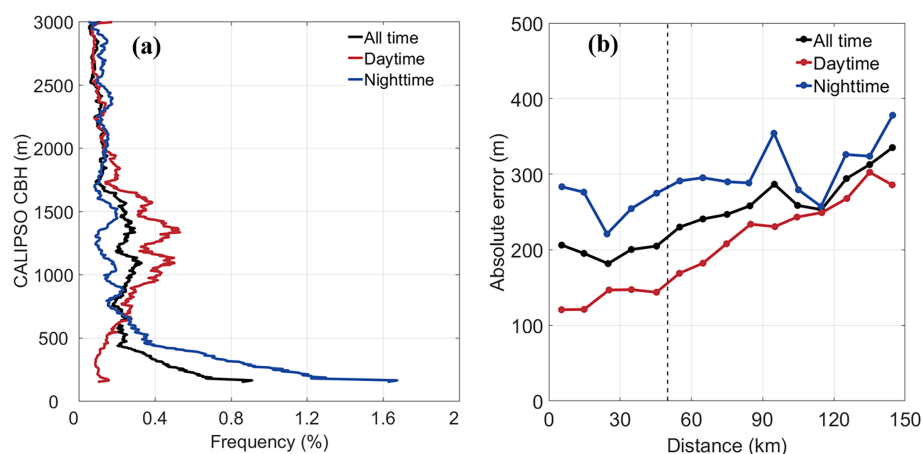 (a)
All time
Daytime
Nighttime
3000
2500
2000
1500
1000
500
0
CALIPSO CBH (m)
0
0.4
0.8
1.2
1.6
2
Frequency (%)
(b)
All time
Daytime
Nighttime
500
400
300
200
100
0
Absolute error (m)
0
30
60
90
120
150
Distance (km)